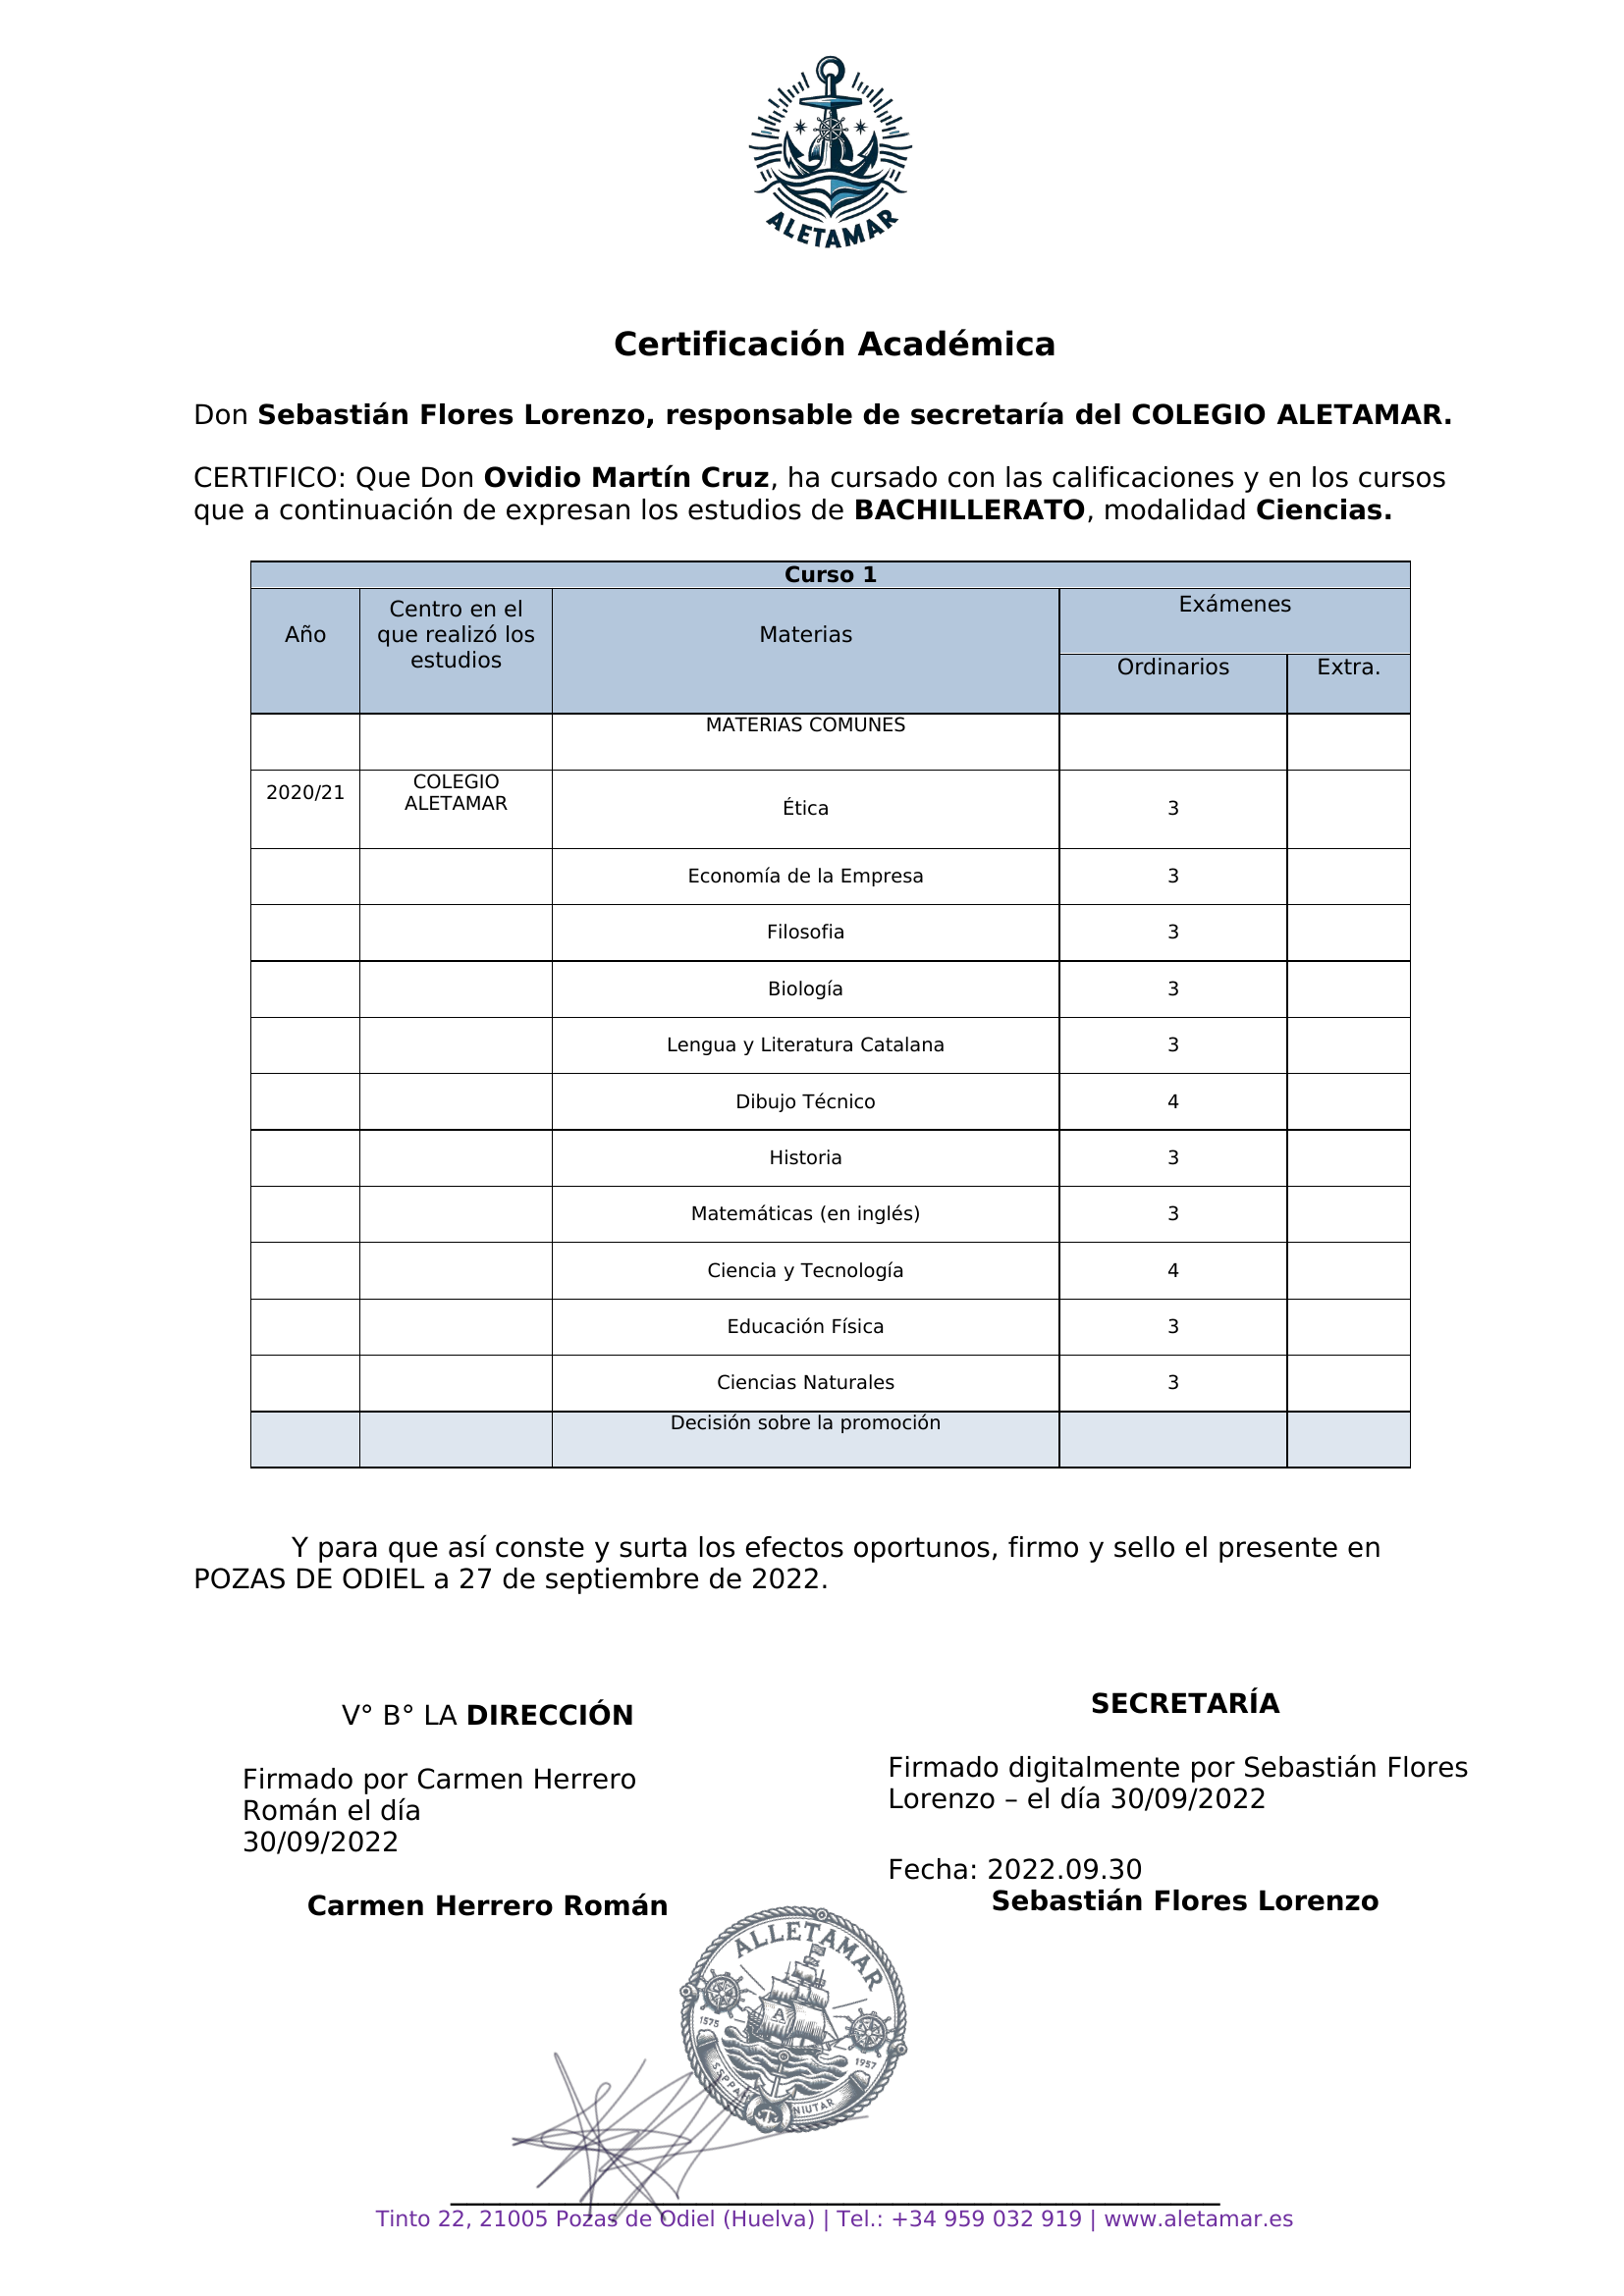 ALETAMAR
Certificación Académica
Don Sebastián Flores Lorenzo, responsable de secretaría del COLEGIO ALETAMAR.
CERTIFICO: Que Don Ovidio Martín Cruz, ha cursado con las calificaciones y en los cursos
que a continuación de expresan los estudios de BACHILLERATO, modalidad Ciencias.
Curso 1
Año
Centro en el
que realizó los
estudios
Materias
Exámenes
Ordinarios
Extra.
MATERIAS COMUNES
2020/21
COLEGIO
ALETAMAR
Ética 3
Economía de la Empresa 3
Filosofia 3
Biología 3
Lengua y Literatura Catalana 3
Dibujo Técnico 4
Historia 3
Matemáticas (en inglés) 3
Ciencia y Tecnología 4
Educación Física 3
Ciencias Naturales 3
Decisión sobre la promoción
Y para que así conste y surta los efectos oportunos, firmo y sello el presente en
POZAS DE ODIEL a 27 de septiembre de 2022.
V° B° LA DIRECCIÓN
Firmado por Carmen Herrero
Román el día
30/09/2022
Carmen Herrero Román
SECRETARÍA
Firmado digitalmente por Sebastián Flores
Lorenzo – el día 30/09/2022
Fecha: 2022.09.30
Sebastián Flores Lorenzo
ALLETAMAR
A
1575
1957
NIUTAR
Tinto 22, 21005 Pozas de Odiel (Huelva) | Tel.: +34 959 032 919 | www.aletamar.es